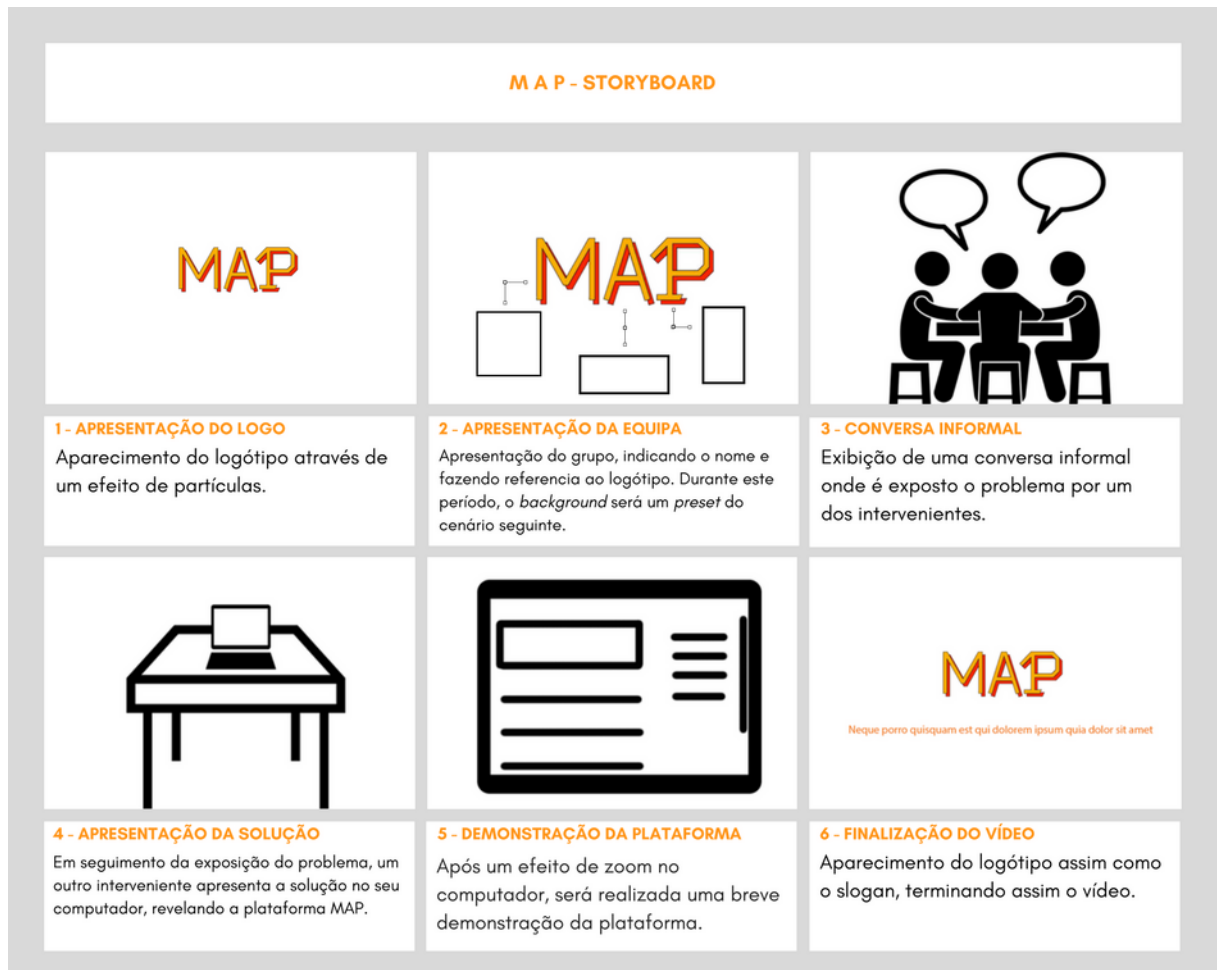 M A P - STORYBOARD
MAP
MAP
1 - APRESENTAÇÃO DO LOGO
Aparecimento do logótipo através de
um efeito de partículas.
2 - APRESENTAÇÃO DA EQUIPA
Apresentação do grupo, indicando o nome e
fazendo referencia ao logótipo. Durante este
período, o background será um preset do
cenário seguinte.
3 - CONVERSA INFORMAL
Exibição de uma conversa informal
onde é exposto o problema por um
dos intervenientes.
MAP
Neque porro quisquam est qui dolorem ipsum quia dolor sit amet
4 - APRESENTAÇÃO DA SOLUÇÃO
Em seguimento da exposição do problema, um
outro interveniente apresenta a solução no seu
computador, revelando a plataforma MAP.
5 - DEMONSTRAÇÃO DA PLATAFORMA
Após um efeito de zoom no
computador, será realizada uma breve
demonstração da plataforma.
6 - FINALIZAÇÃO DO VÍDEO
Aparecimento do logótipo assim como
o slogan, terminando assim o vídeo.